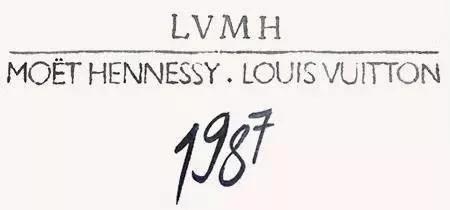 LVMH
MOËT HENNESSY . LOUIS VUITTON
1987